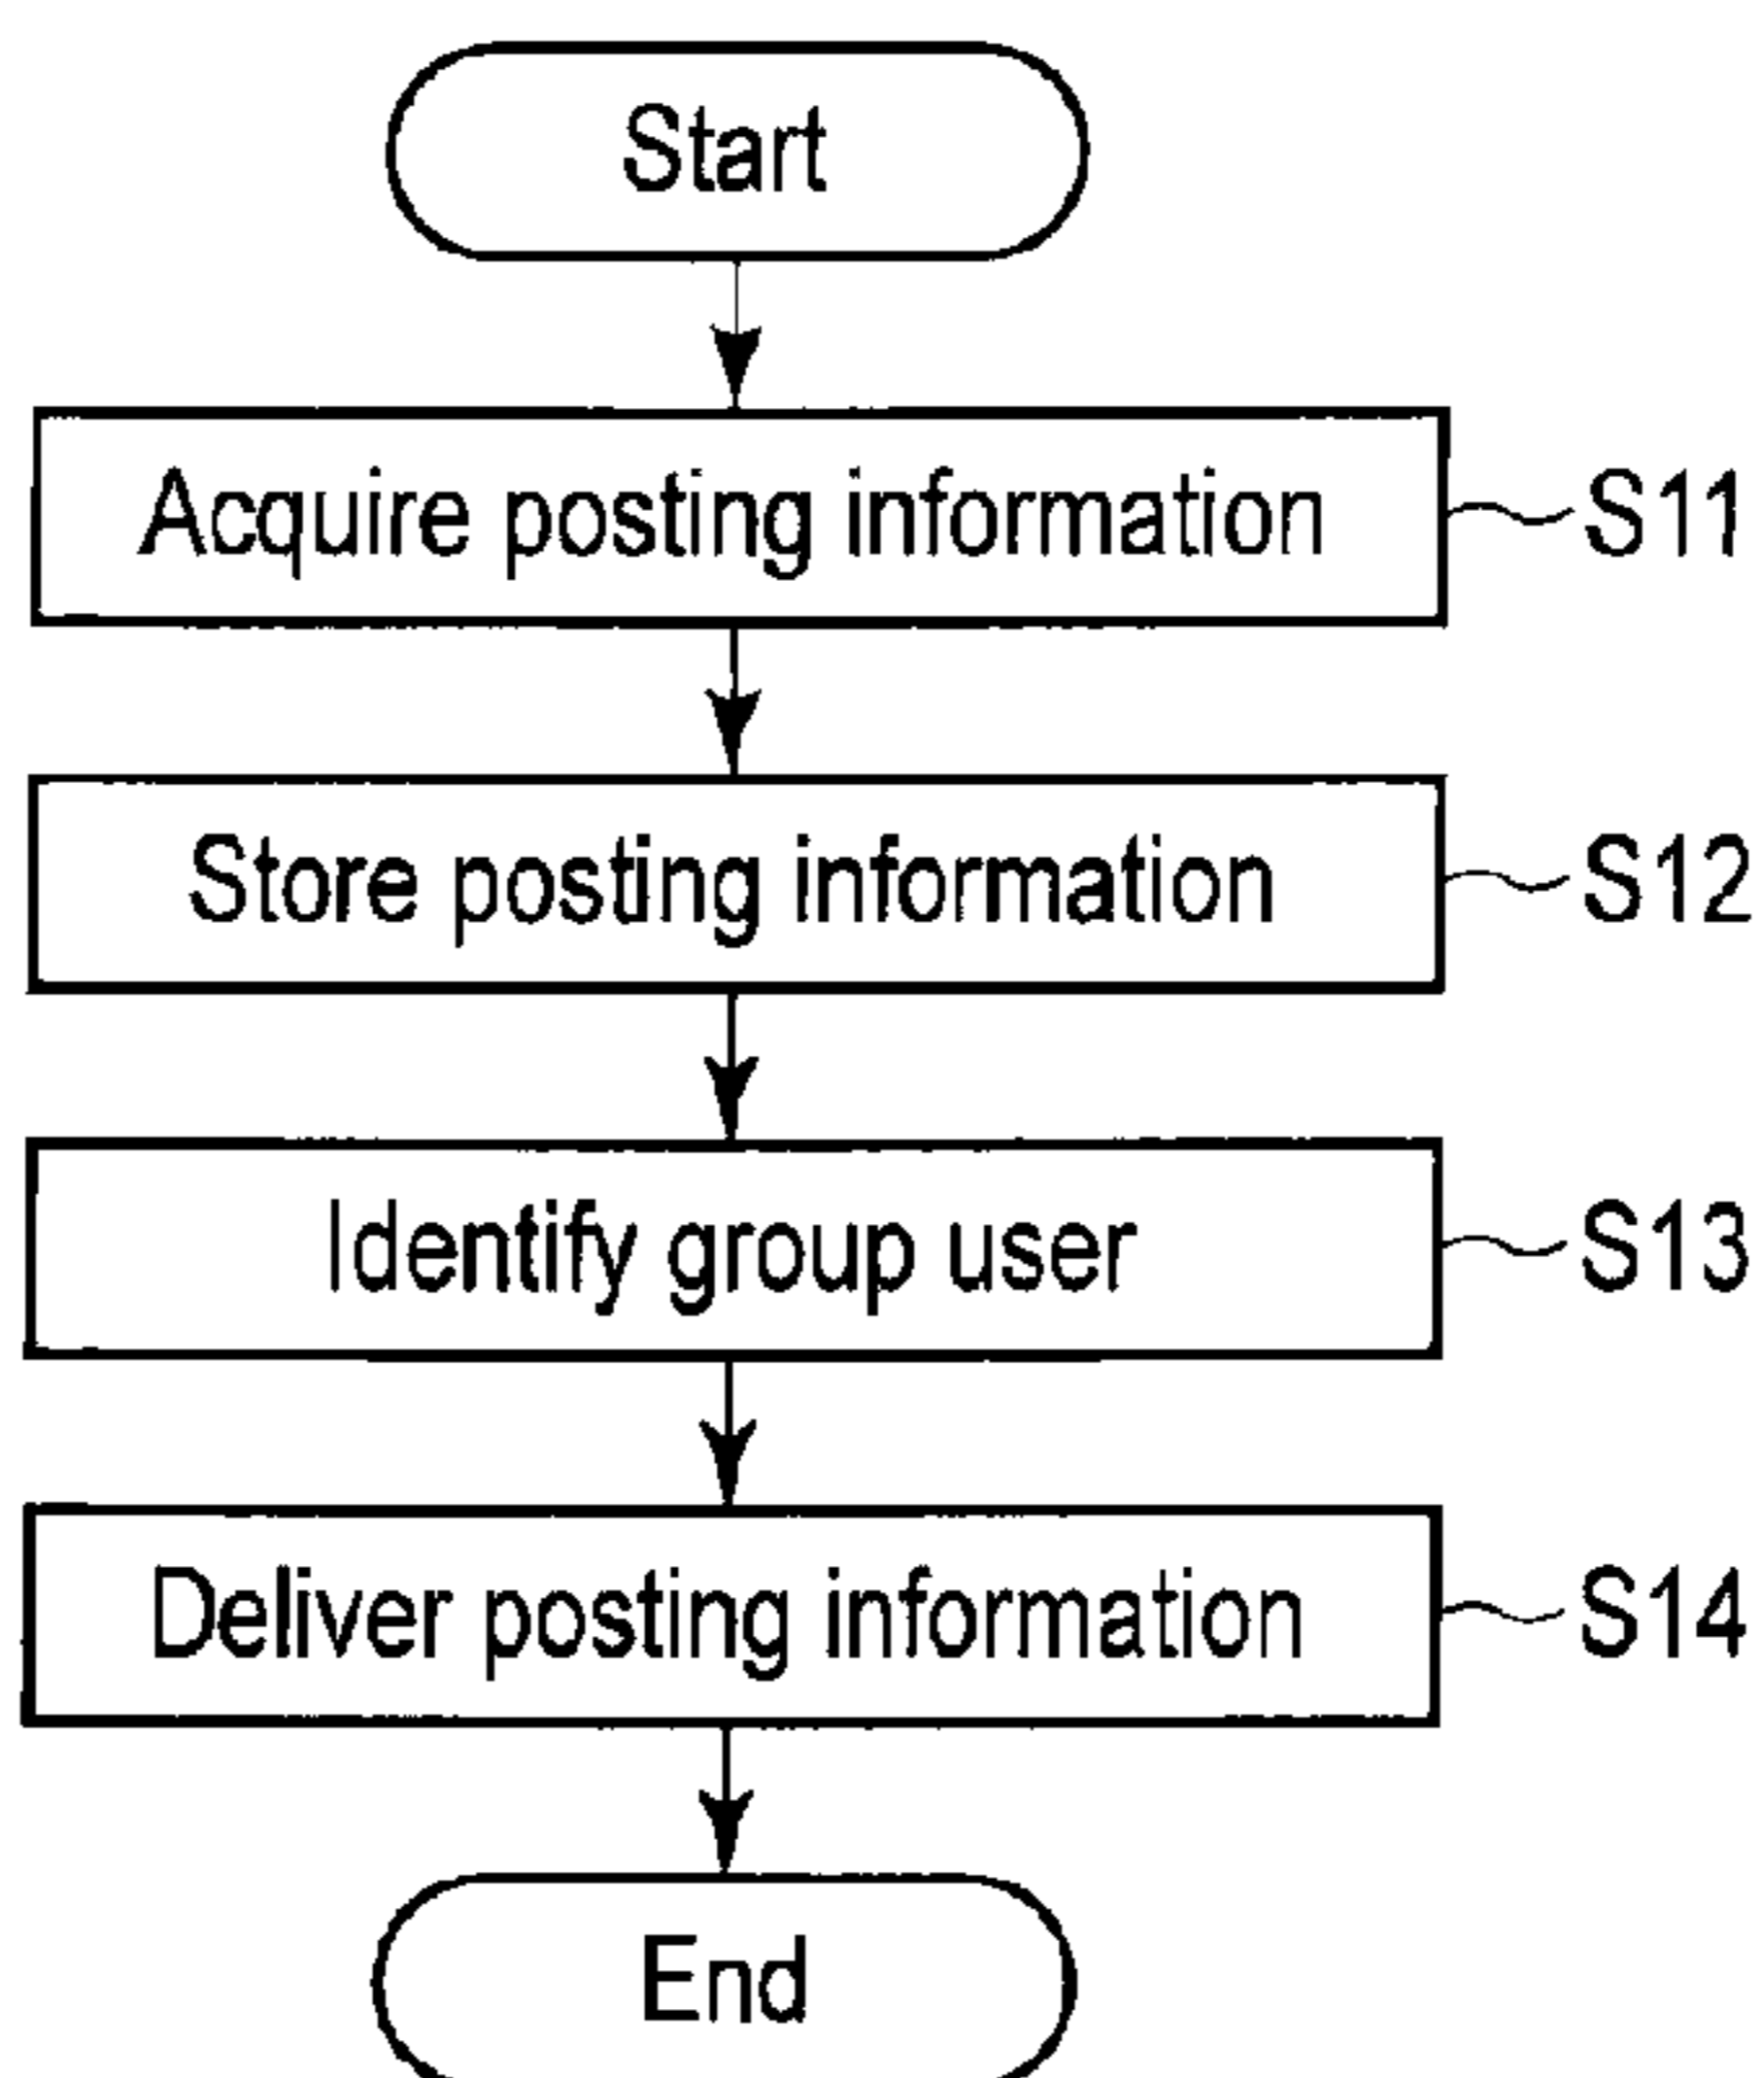 Start
Acquire posting information S11
Store posting information S12
Identify group user S13
Deliver posting information S14
End